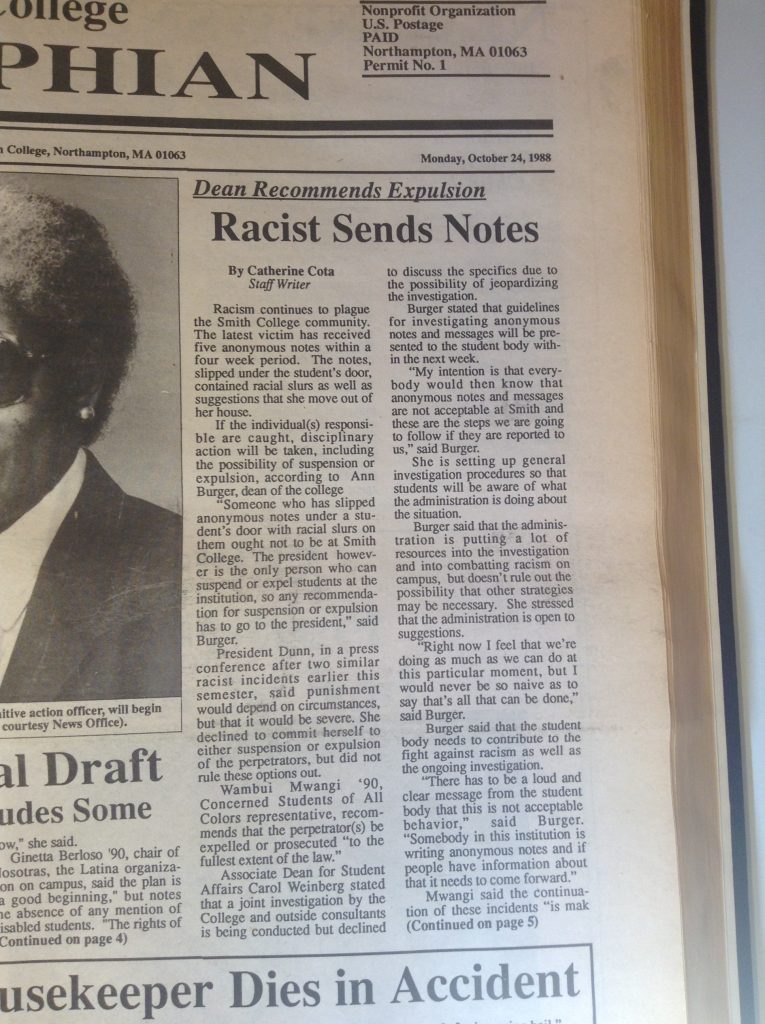 ollege
PHIAN
Nonprofit Organization
U.S. Postage
PAID
Northampton, MA 01063
Permit No. 1
College, Northampton, MA 01063
Monday, October 24, 1988
Dean Recommends Expulsion
Racist Sends Notes
By Catherine Cota
Staff Writer
Racism continues to plague
the Smith College community.
The latest victim has received
five anonymous notes within a
four week period. The notes,
slipped under the student's door,
contained racial slurs as well as
suggestions that she move out of
her house.
If the individual(s) responsi-
ble are caught, disciplinary
action will be taken, including
the possibility of suspension or
expulsion, according to Ann
Burger, dean of the college
"Someone who has slipped
anonymous notes under a stu-
dent's door with racial slurs on
them ought not to be at Smith
College. The president howev-
er is the only person who can
suspend or expel students at the
institution, so any recommenda-
tion for suspension or expulsion
has to go to the president," said
Burger.
President Dunn, in a press
conference after two similar
racist incidents earlier this
semester, said punishment
would depend on circumstances,
but that it would be severe. She
declined to commit herself to
either suspension or expulsion
of the perpetrators, but did not
rule these options out.
Wambui Mwangi '90,
Concerned Students of All
Colors representative, recom-
mends that the perpetrator(s) be
expelled or prosecuted "to the
fullest extent of the law."
Associate Dean for Student
Affairs Carol Weinberg stated
that a joint investigation by the
College and outside consultants
is being conducted but declined
to discuss the specifics due to
the possibility of jeopardizing
the investigation.
Burger stated that guidelines
for investigating anonymous
notes and messages will be pre-
sented to the student body with-
in the next week.
"My intention is that every-
body would then know that
anonymous notes and messages
are not acceptable at Smith and
these are the steps we are going
to follow if they are reported to
us," said Burger.
She is setting up general
investigation procedures so that
students will be aware of what
the administration is doing about
the situation.
Burger said that the adminis-
tration is putting a lot of
resources into the investigation
and into combatting racism on
campus, but doesn't rule out the
possibility that other strategies
may be necessary. She stressed
that the administration is open to
suggestions.
"Right now I feel that we're
doing as much as we can do at
this particular moment, but I
would never be so naive as to
say that's all that can be done,"
said Burger.
Burger said that the student
body needs to contribute to the
fight against racism as well as
the ongoing investigation.
"There has to be a loud and
clear message from the student
body that this is not acceptable
behavior," said Burger.
"Somebody in this institution is
writing anonymous notes and if
people have information about
that it needs to come forward."
Mwangi said the continua-
tion of these incidents "is mak
(Continued on page 5)
itive action officer, will begin
courtesy News Office).
al Draft
udes Some
ow," she said.
Ginetta Berloso '90, chair of
Nosotras, the Latina organiza-
on on campus, said the plan is
a good beginning," but notes
he absence of any mention of
isabled students. "The rights of
(Continued on page 4)
usekeeper Dies in Accident